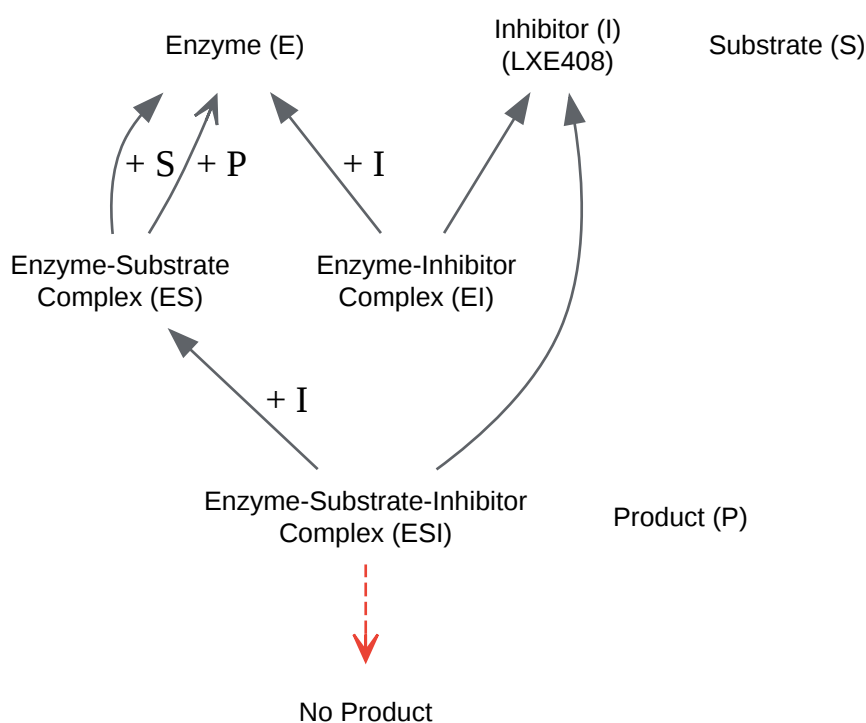 Enzyme (E)
Inhibitor (I)
(LXE408)
Substrate (S)
+ S
+ P
+ I
Enzyme-Substrate
Complex (ES)
Enzyme-Inhibitor
Complex (EI)
+ I
Enzyme-Substrate-Inhibitor
Complex (ESI)
Product (P)
No Product